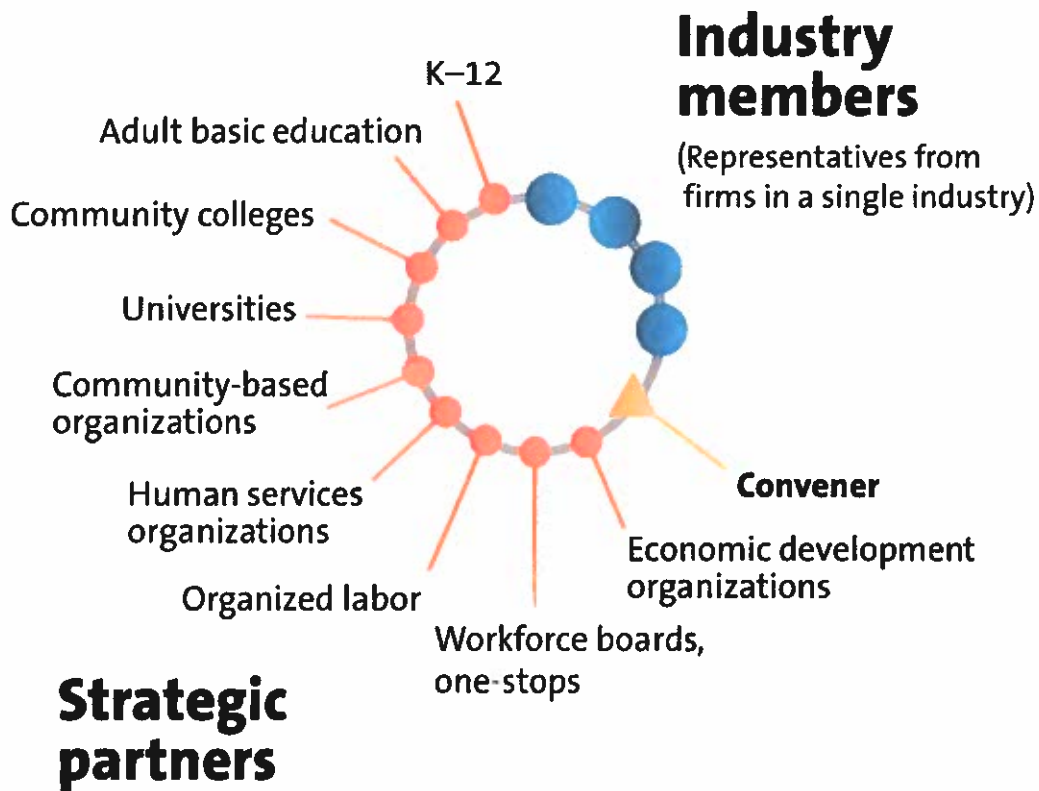 Industry
members
(Representatives from
firms in a single industry)
K–12
Adult basic education
Community colleges
Universities
Community-based
organizations
Human services
organizations
Organized labor
Workforce boards,
one-stops
Economic development
organizations
Convener
Strategic
partners